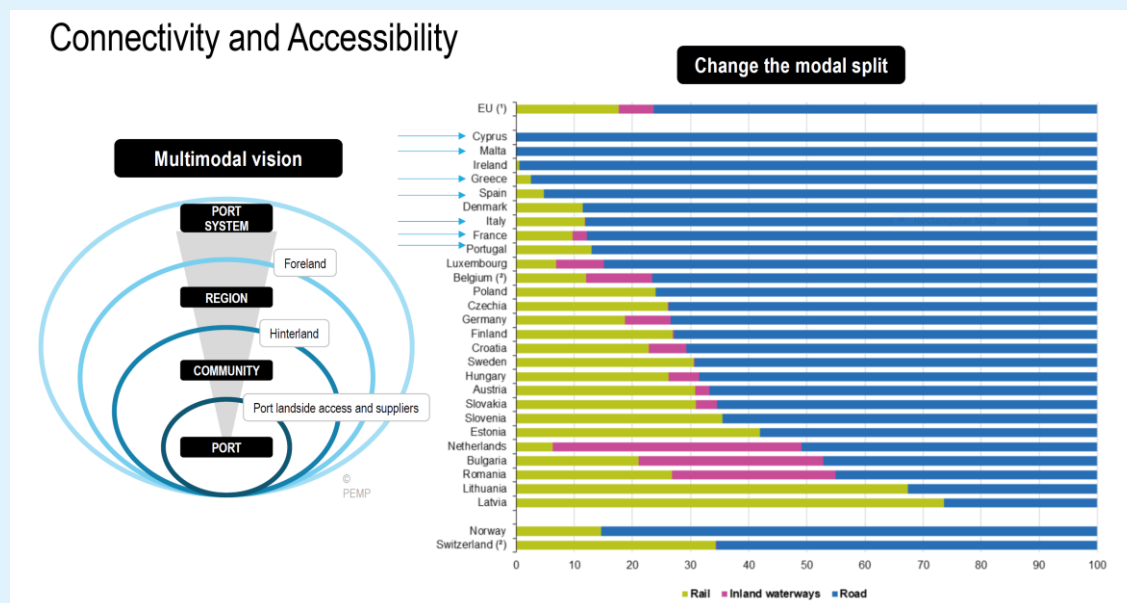 Connectivity and Accessibility
Multimodal vision
PORT
SYSTEM
Foreland
REGION
Hinterland
COMMUNITY
Port landside access and suppliers
PORT
©
PEMP
Change the modal split
EU (¹)
Cyprus
Malta
Ireland
Greece
Spain
Denmark
Italy
France
Portugal
Luxembourg
Belgium (²)
Poland
Czechia
Germany
Finland
Croatia
Sweden
Hungary
Austria
Slovakia
Slovenia
Estonia
Netherlands
Bulgaria
Romania
Lithuania
Latvia
Norway
Switzerland (²)
0 10 20 30 40 50 60 70 80 90 100
Rail Inland waterways Road